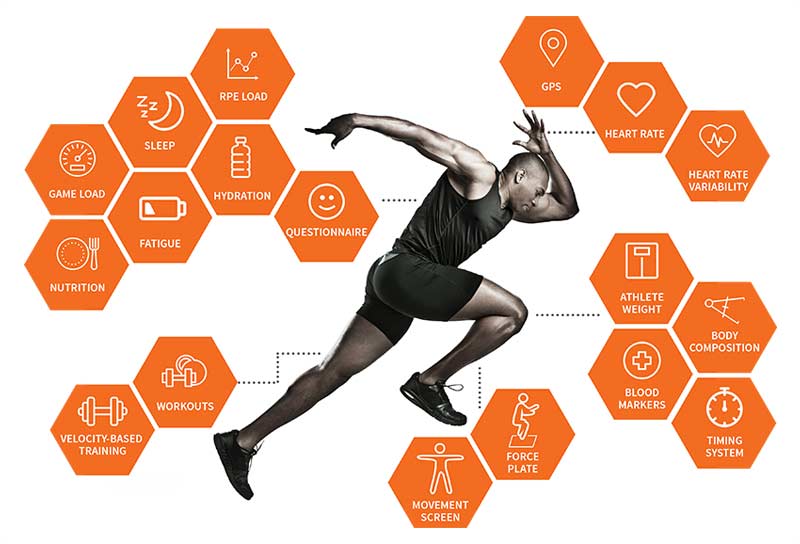 RPE LOAD
SLEEP
GAME LOAD
HYDRATION
FATIGUE
QUESTIONNAIRE
NUTRITION
GPS
HEART RATE
HEART RATE
VARIABILITY
ATHLETE
WEIGHT
BODY
COMPOSITION
BLOOD
MARKERS
TIMING
SYSTEM
WORKOUTS
VELOCITY-BASED
TRAINING
FORCE
PLATE
MOVEMENT
SCREEN